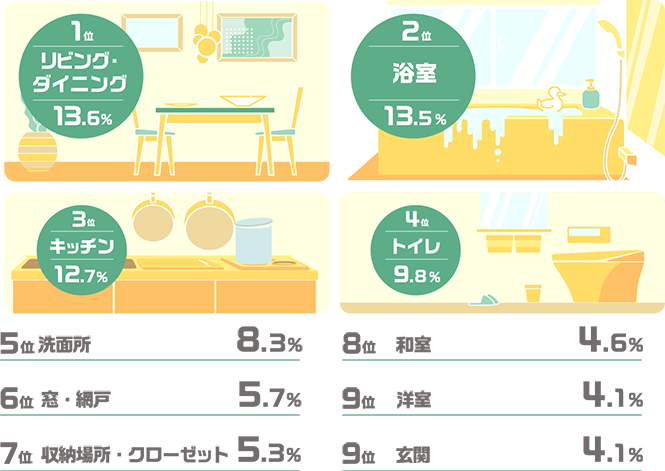 1位
リビング・
ダイニング
13.6%
2位
浴室
13.5%
3位
キッチン
12.7%
4位
トイレ
9.8%
5位 洗面所 8.3%
6位 窓・網戸 5.7%
7位 収納場所・クローゼット 5.3%
8位 和室 4.6%
9位 洋室 4.1%
9位 玄関 4.1%